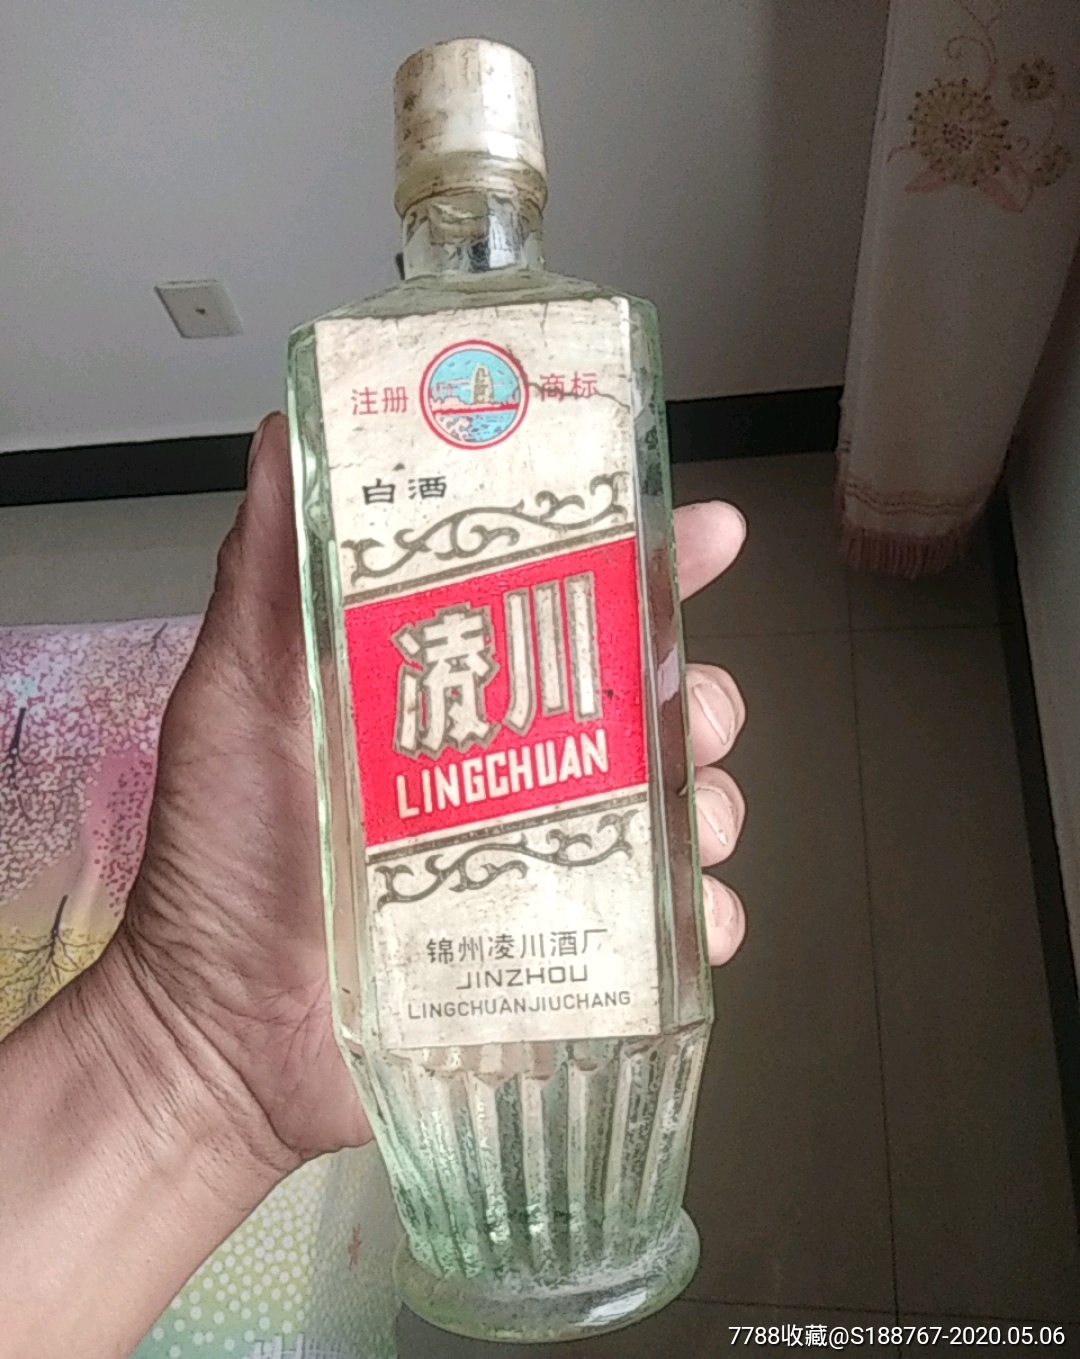 注册 商标
白酒
凌川
LINGCHUAN
锦州凌川酒厂
JINZHOU
LINGCHUANJIUCHANG
7788收藏@S188767-2020.05.06